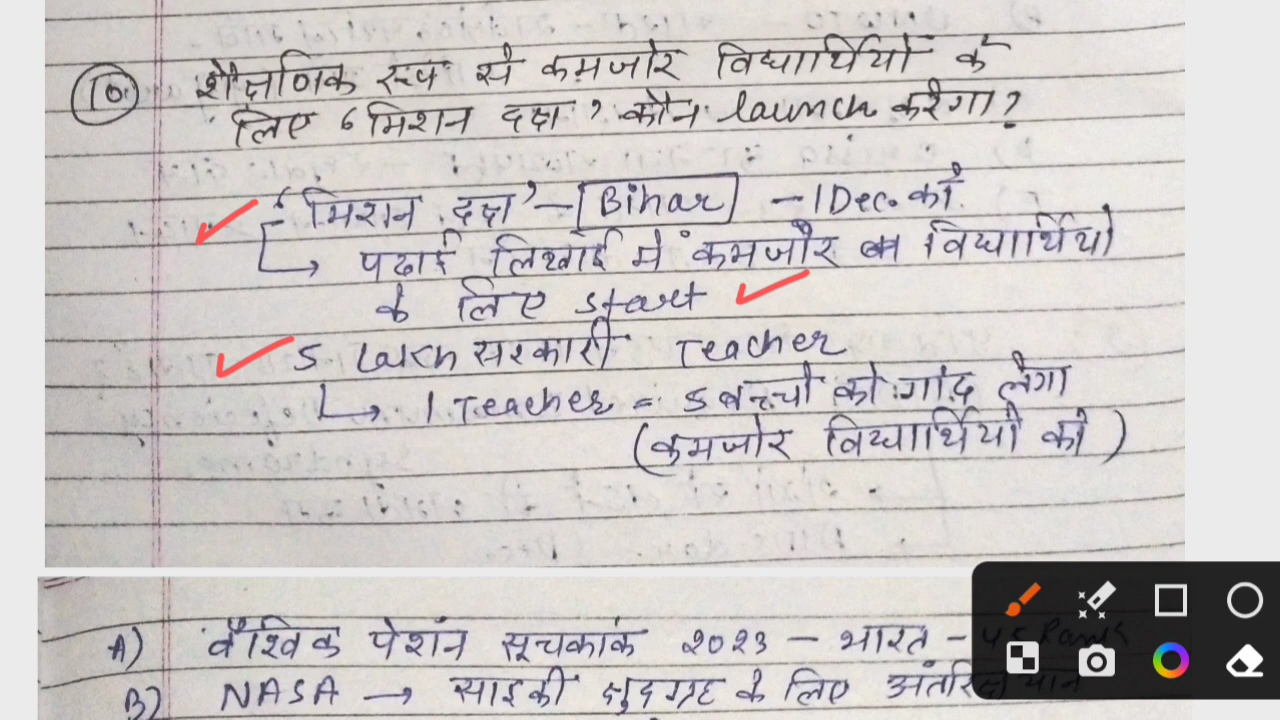 10. शैक्षणिक रूप से कमजोर विद्यार्थियों के
लिए 'मिशन दक्ष' कौन launch करेगा?
'मिशन दक्ष' – Bihar – 1 Dec. को
→ पढाई लिखाई में कमजोर विद्यार्थियों
के लिए start
5 Lakh सरकारी Teacher
→ 1 Teacher = 5 बच्चों को गोद लेगा
(कमजोर विद्यार्थियों को)
A) वैश्विक पेंशन सूचकांक 2023 – भारत – 45 Rank
B) NASA → साइकी क्षुद्रग्रह के लिए अंतरिक्ष यान